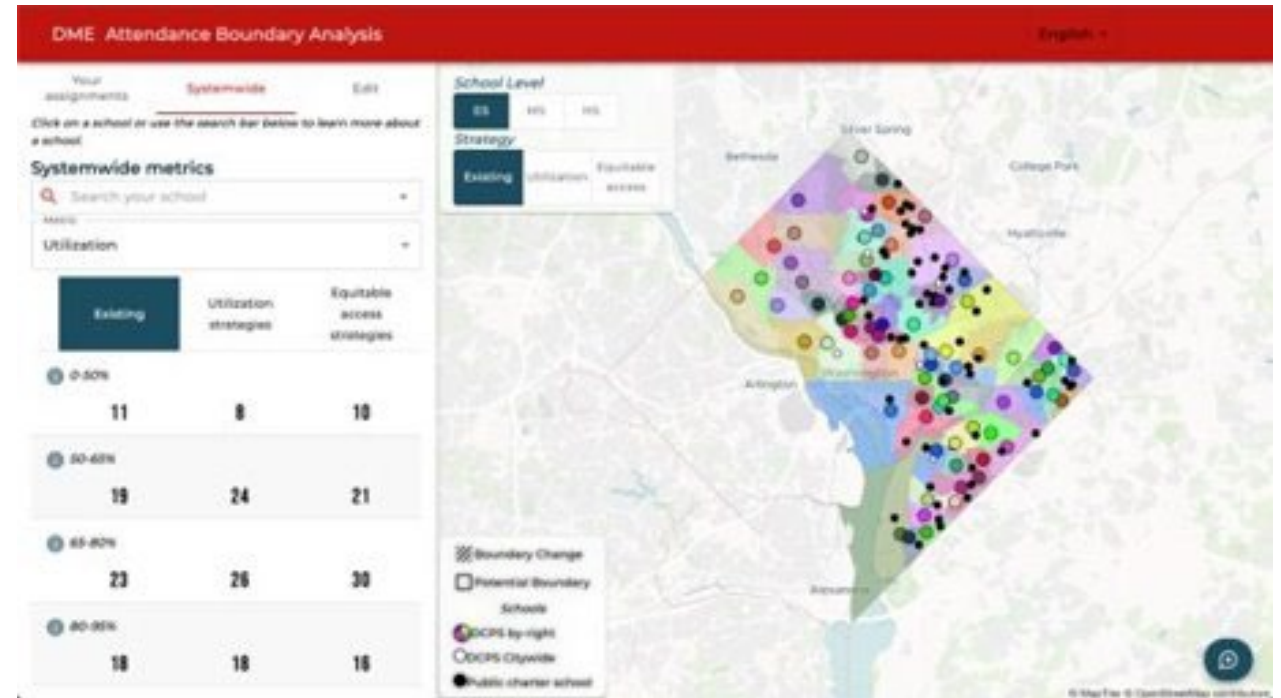 DME Attendance Boundary Analysis
English
Your assignments
Systemwide
Edit
Click on a school or use the search bar below to learn more about
a school.
Systemwide metrics
Search your school
Metric
Utilization
Existing
Utilization strategies
Equitable access strategies
0-50%
11 8 10
50-65%
19 24 21
65-80%
23 26 30
80-95%
18 18 16
School Level
ES MS HS
Strategy
Existing Utilization Equitable access
Silver Spring
Bethesda
College Park
Hyattsville
Washington
Arlington
Alexandria
Boundary Change
Potential Boundary
Schools
DCPS by-right
DCPS Citywide
Public charter school
© MapTiler © OpenStreetMap contributors